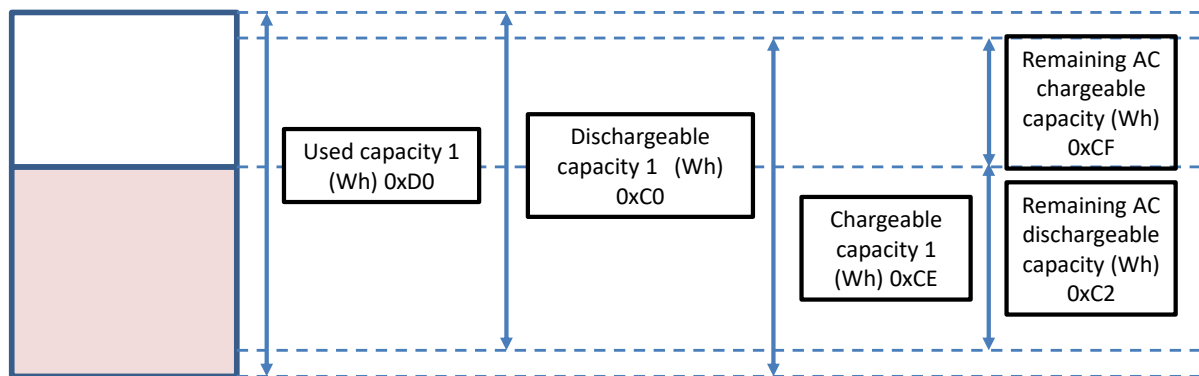 Used capacity 1
(Wh) 0xD0
Dischargeable
capacity 1 (Wh)
0xC0
Chargeable
capacity 1
(Wh) 0xCE
Remaining AC
chargeable
capacity (Wh)
0xCF
Remaining AC
dischargeable
capacity (Wh)
0xC2